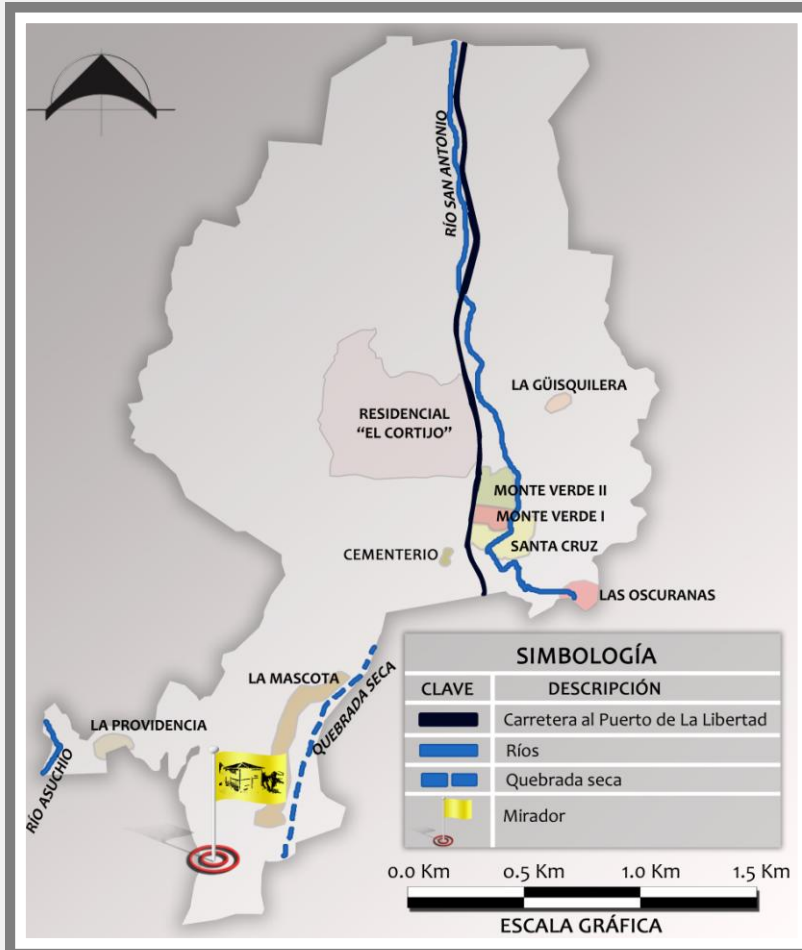 RÍO SAN ANTONIO
LA GÜISQUILERA
RESIDENCIAL
“EL CORTIJO”
MONTE VERDE II
MONTE VERDE I
SANTA CRUZ
CEMENTERIO
LAS OSCURANAS
LA MASCOTA
QUEBRADA SECA
LA PROVIDENCIA
RÍO ASUCHIO
SIMBOLOGÍA
CLAVE DESCRIPCIÓN
Carretera al Puerto de La Libertad
Ríos
Quebrada seca
Mirador
0.0 Km 0.5 Km 1.0 Km 1.5 Km
ESCALA GRÁFICA